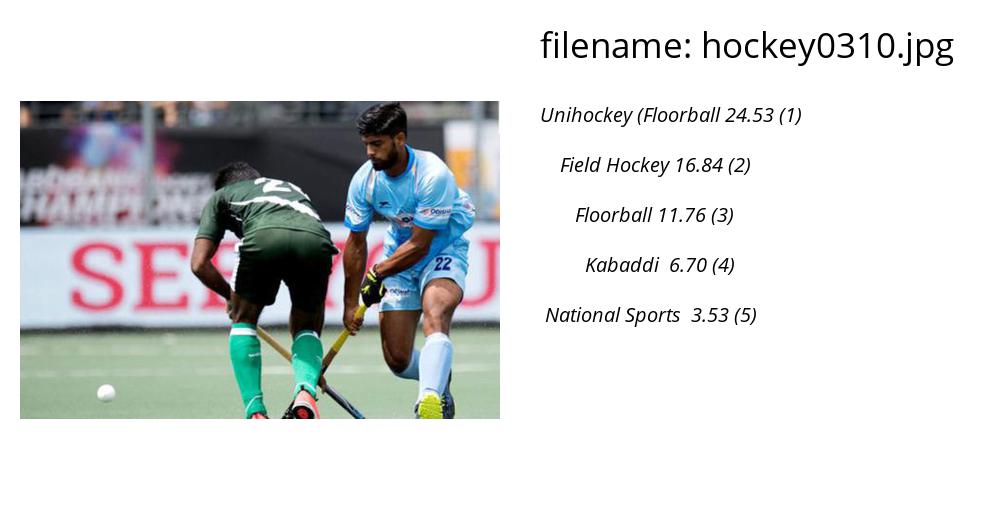 filename: hockey0310.jpg
Unihockey (Floorball 24.53 (1)
Field Hockey 16.84 (2)
Floorball 11.76 (3)
Kabaddi 6.70 (4)
National Sports 3.53 (5)
22